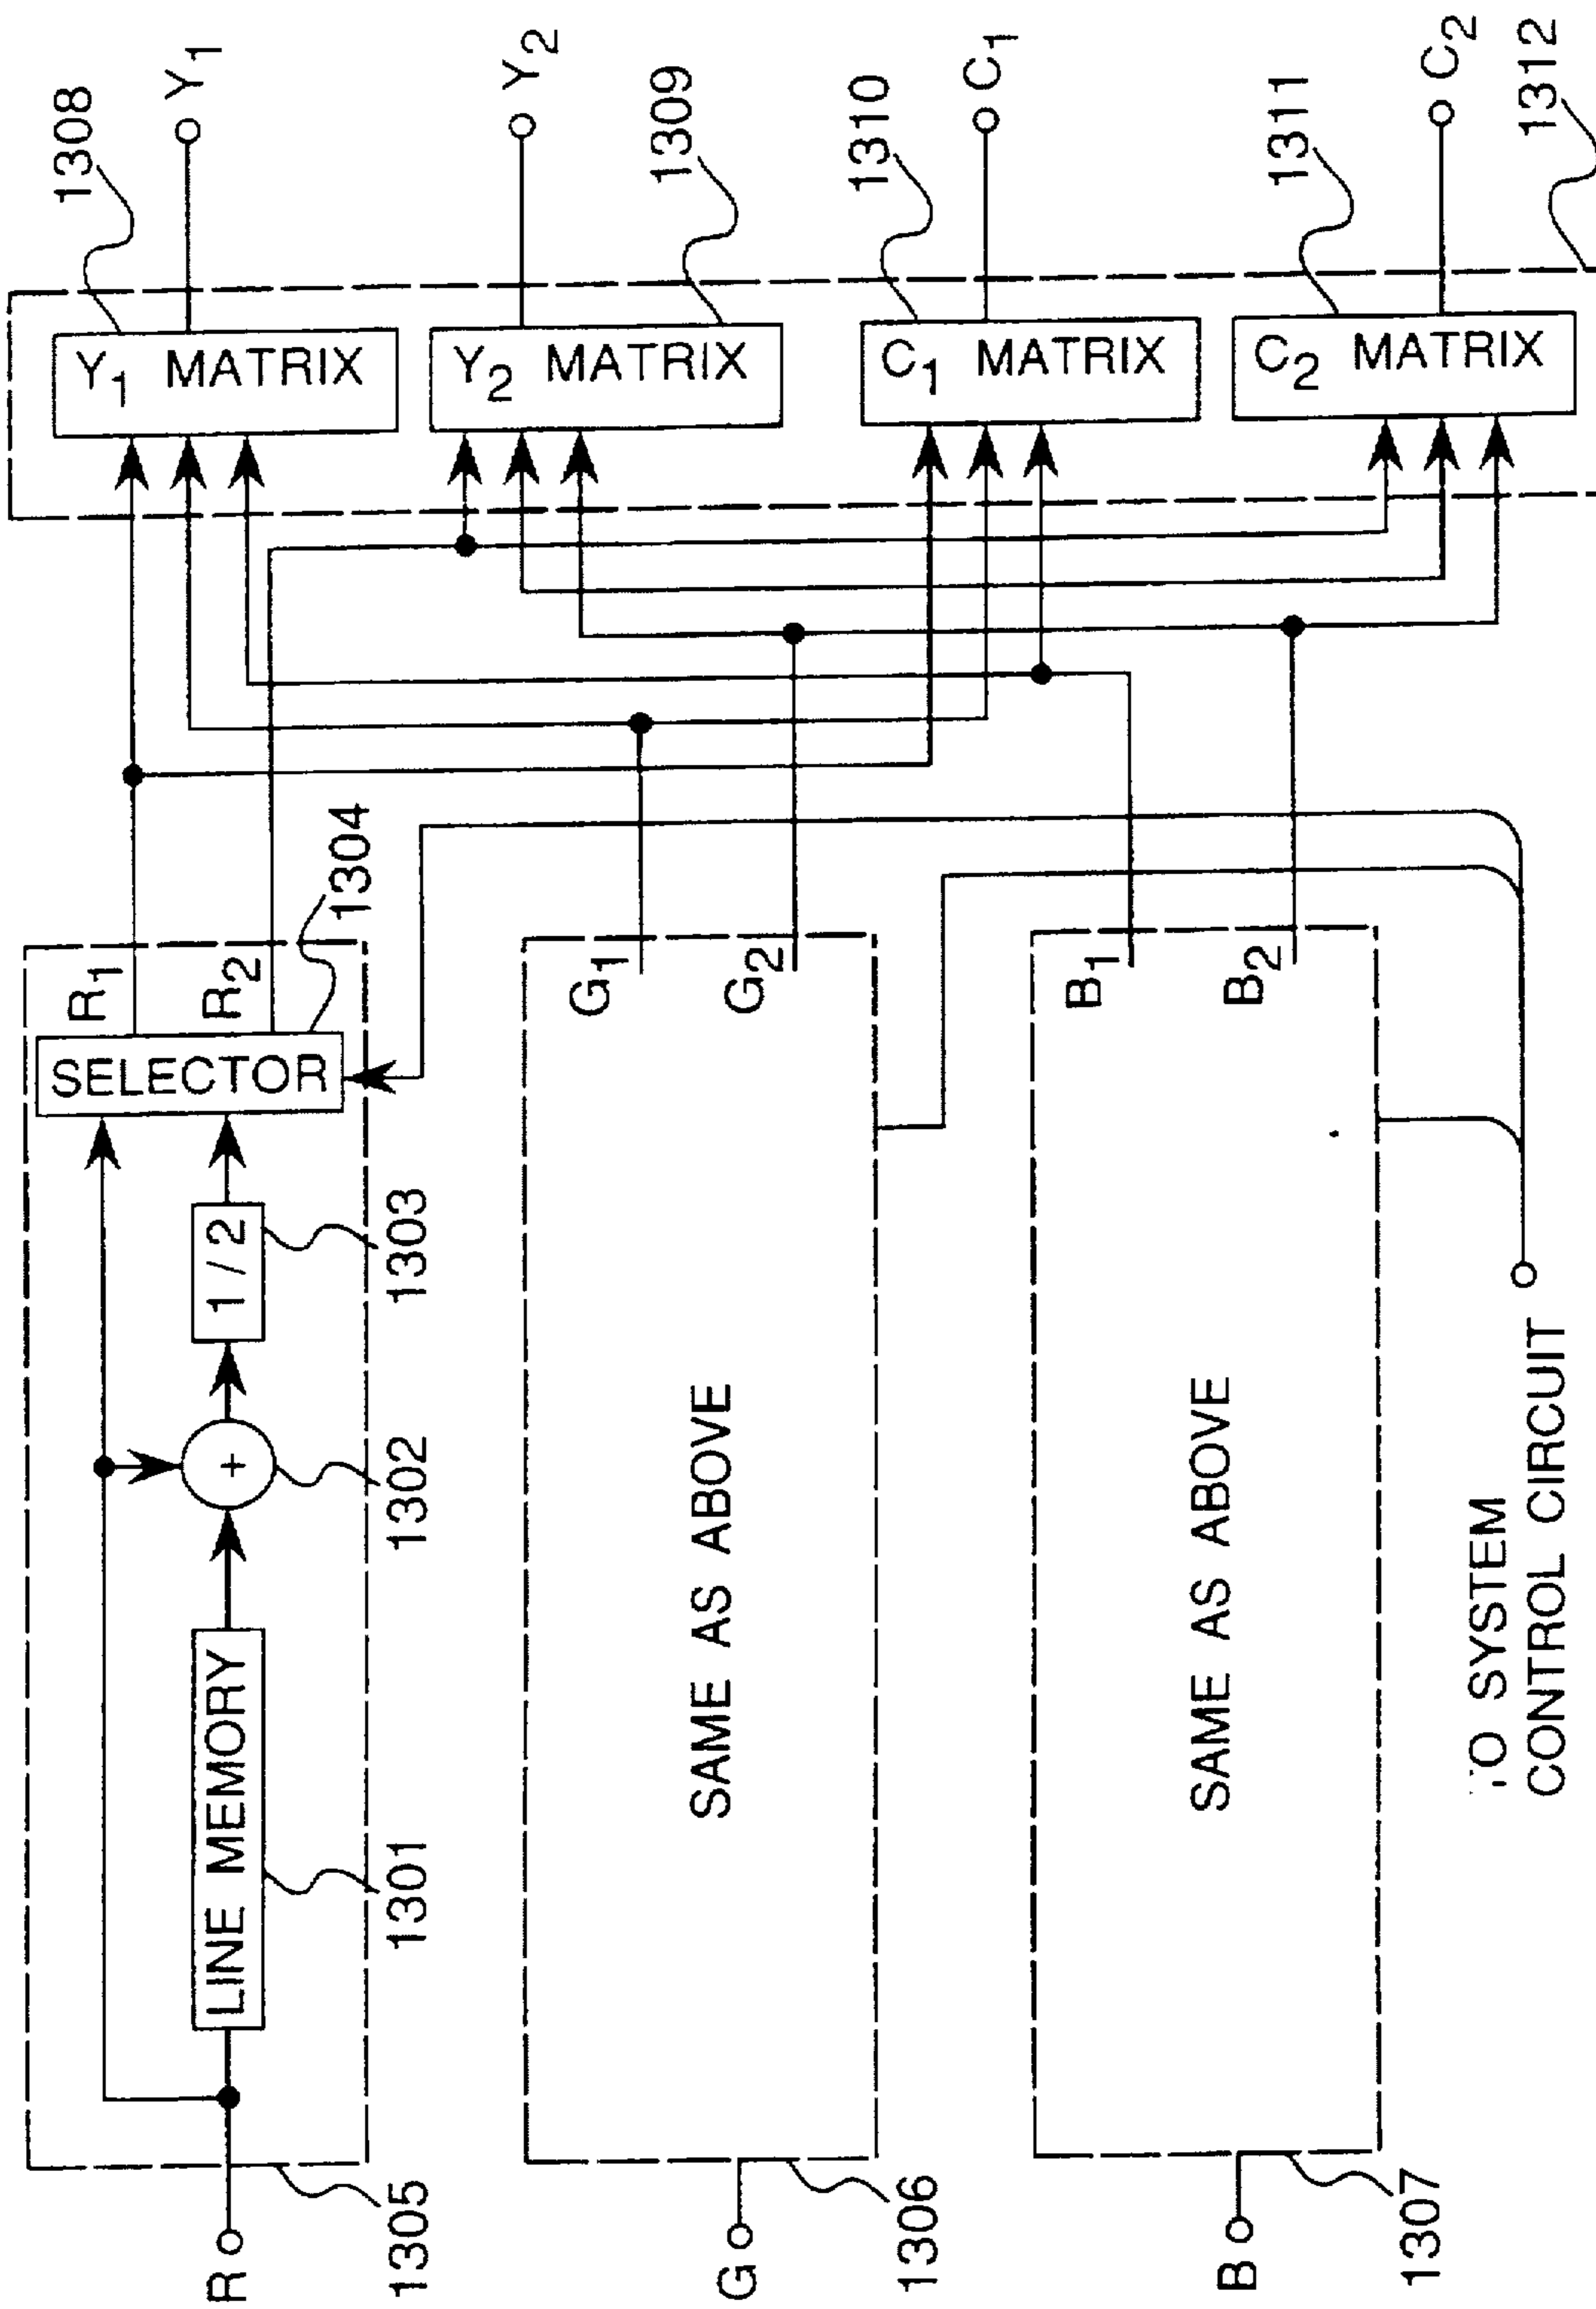 R
1305
LINE MEMORY
1301
+
1302
1 / 2
1303
SELECTOR
1304
R1
R2
G
1306
SAME AS ABOVE
G1
G2
B
1307
SAME AS ABOVE
B1
B2
TO SYSTEM
CONTROL CIRCUIT
Y1 MATRIX
1308
Y1
Y2 MATRIX
1309
Y2
C1 MATRIX
1310
C1
C2 MATRIX
1311
C2
1312